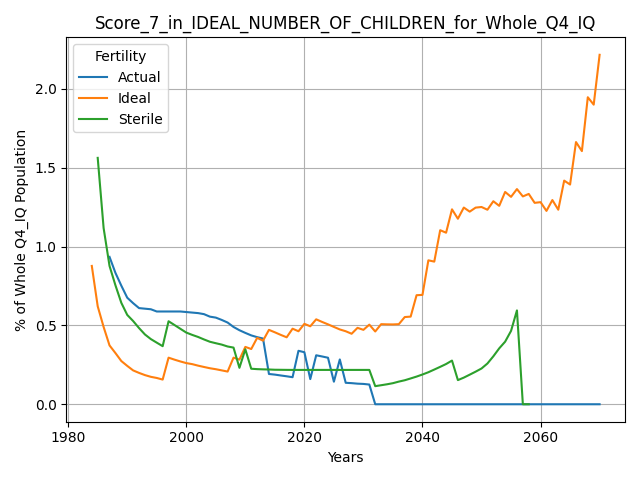 Score_7_in_IDEAL_NUMBER_OF_CHILDREN_for_Whole_Q4_IQ
% of Whole Q4_IQ Population
2.0
1.5
1.0
0.5
0.0
Fertility
Actual
Ideal
Sterile
1980
2000
2020
2040
2060
Years